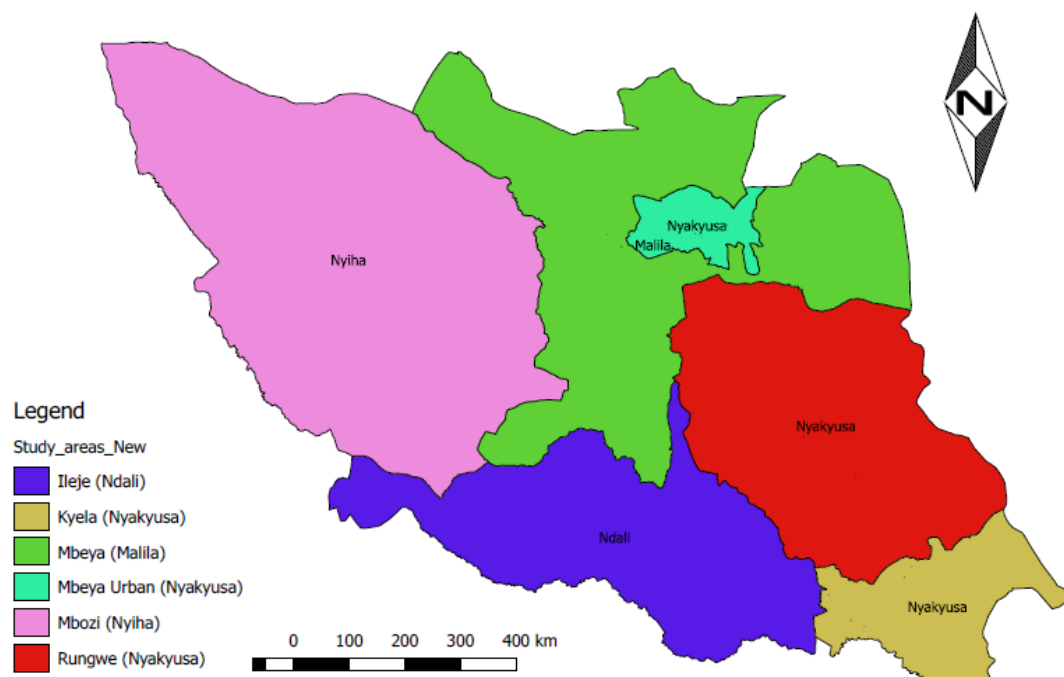 N
Nyakyusa
Malila
Nyiha
Nyakyusa
Ndali
Nyakyusa
Legend
Study_areas_New
Ileje (Ndali)
Kyela (Nyakyusa)
Mbeya (Malila)
Mbeya Urban (Nyakyusa)
Mbozi (Nyiha)
Rungwe (Nyakyusa)
0 100 200 300 400 km